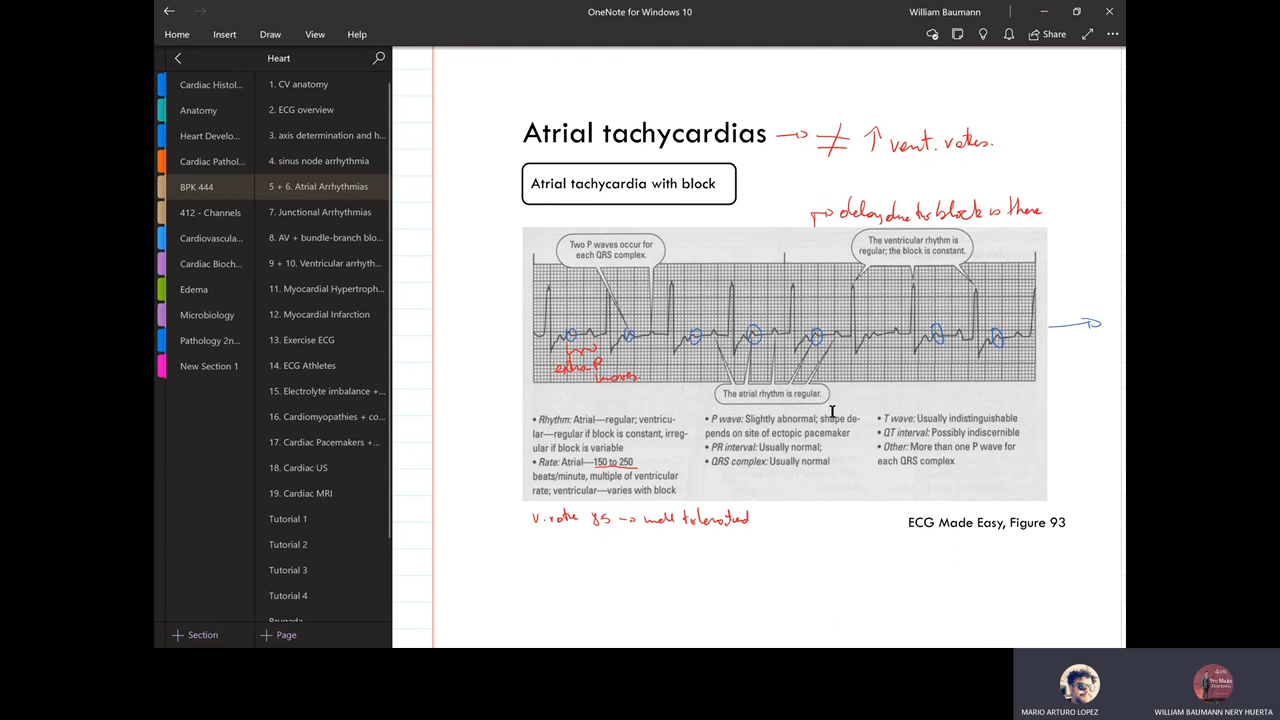 OneNote for Windows 10
William Baumann
Home Insert Draw View Help
Share
Heart
Cardiac Histol...
Anatomy
Heart Develo...
Cardiac Pathol...
BPK 444
412 - Channels
Cardiovascula...
Cardiac Bioch...
Edema
Microbiology
Pathology 2n...
New Section 1
1. CV anatomy
2. ECG overview
3. axis determination and h...
4. sinus node arrhythmia
5 + 6. Atrial Arrhythmias
7. Junctional Arrhythmias
8. AV + bundle-branch blo...
9 + 10. Ventricular arryth...
11. Myocardial Hypertroph...
12. Myocardial Infarction
13. Exercise ECG
14. ECG Athletes
15. Electrolyte imbalance +...
16. Cardiomyopathies + co...
17. Cardiac Pacemakers +...
18. Cardiac US
19. Cardiac MRI
Tutorial 1
Tutorial 2
Tutorial 3
Tutorial 4
Brugada
Section
Page
Atrial tachycardias → ≠ ↑ vent. rates.
Atrial tachycardia with block
→ delay due to block is there
Two P waves occur for
each QRS complex.
The ventricular rhythm is
regular; the block is constant.
extra P
waves.
The atrial rhythm is regular.
• Rhythm: Atrial—regular; ventricu-
lar—regular if block is constant, irreg-
ular if block is variable
• Rate: Atrial—150 to 250
beats/minute, multiple of ventricular
rate; ventricular—varies with block
• P wave: Slightly abnormal; shape de-
pends on site of ectopic pacemaker
• PR interval: Usually normal;
• QRS complex: Usually normal
• T wave: Usually indistinguishable
• QT interval: Possibly indiscernible
• Other: More than one P wave for
each QRS complex
v. rate 85 → well tolerated
ECG Made Easy, Figure 93
MARIO ARTURO LOPEZ
WILLIAM BAUMANN NERY HUERTA